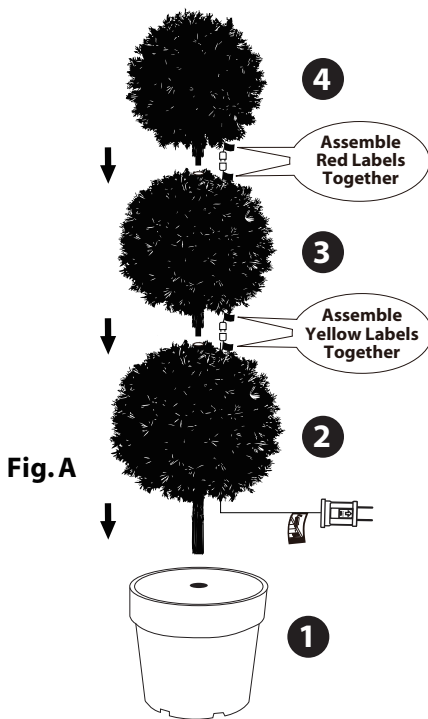 4
Assemble
Red Labels
Together
3
Assemble
Yellow Labels
Together
2
Fig. A
1